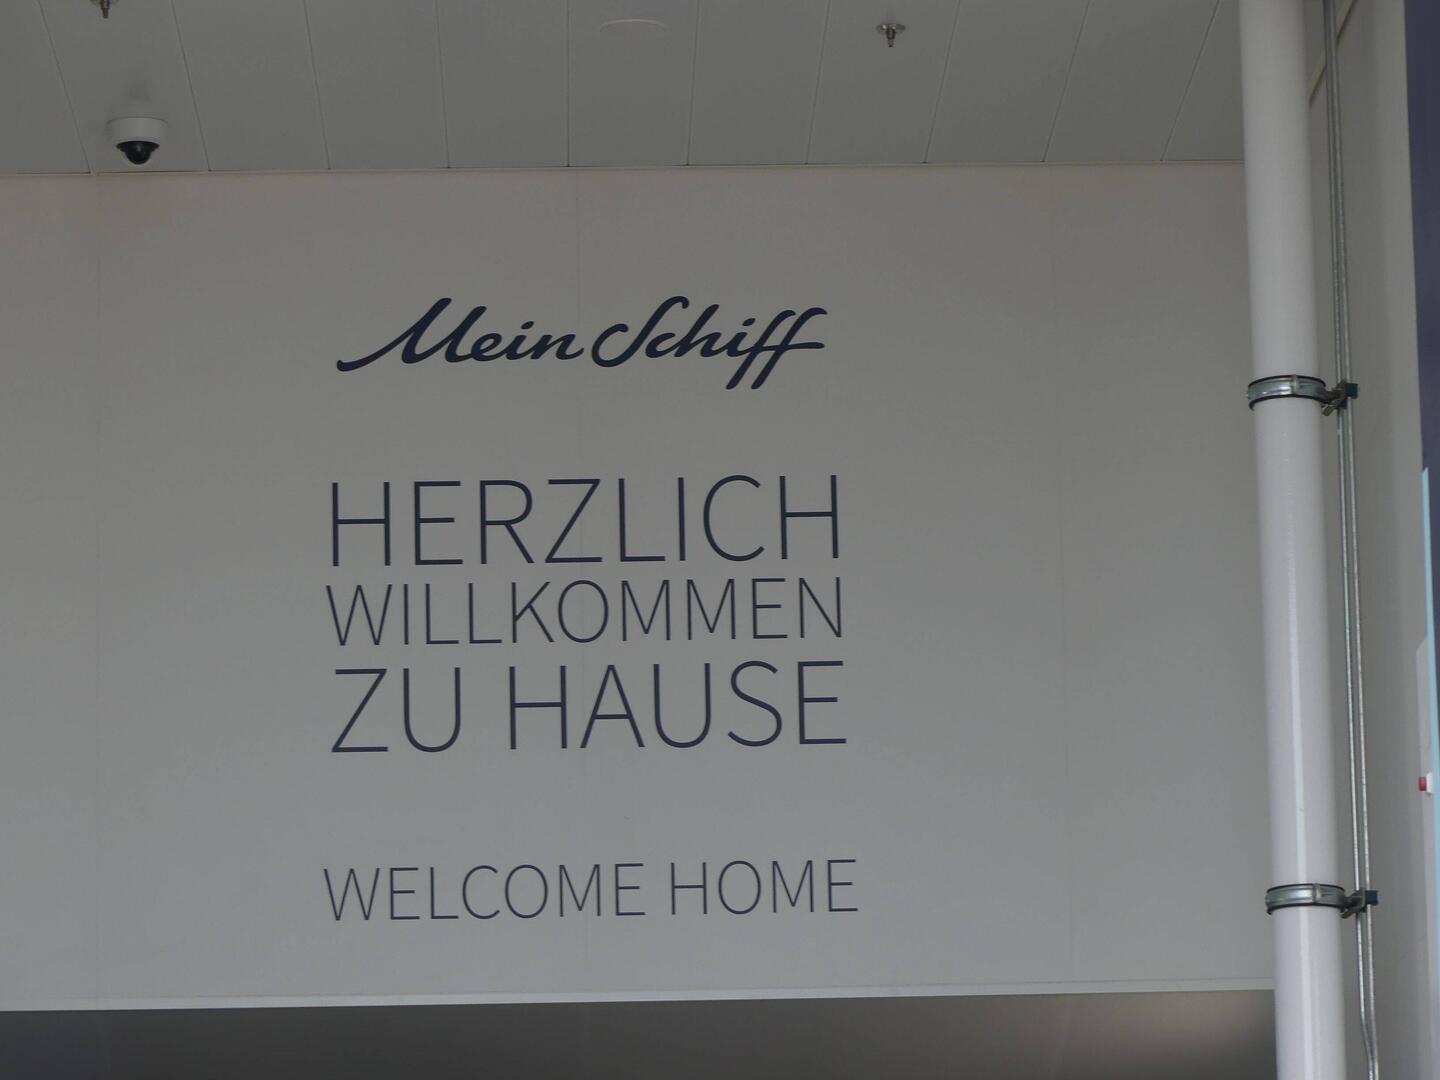 Mein Schiff
HERZLICH
WILLKOMMEN
ZU HAUSE
WELCOME HOME